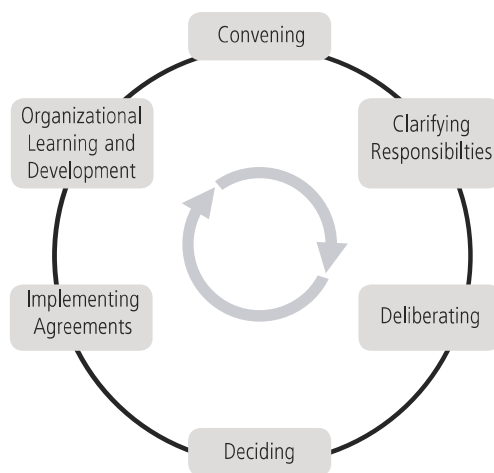 Convening
Clarifying
Responsibilties
Deliberating
Deciding
Implementing
Agreements
Organizational
Learning and
Development